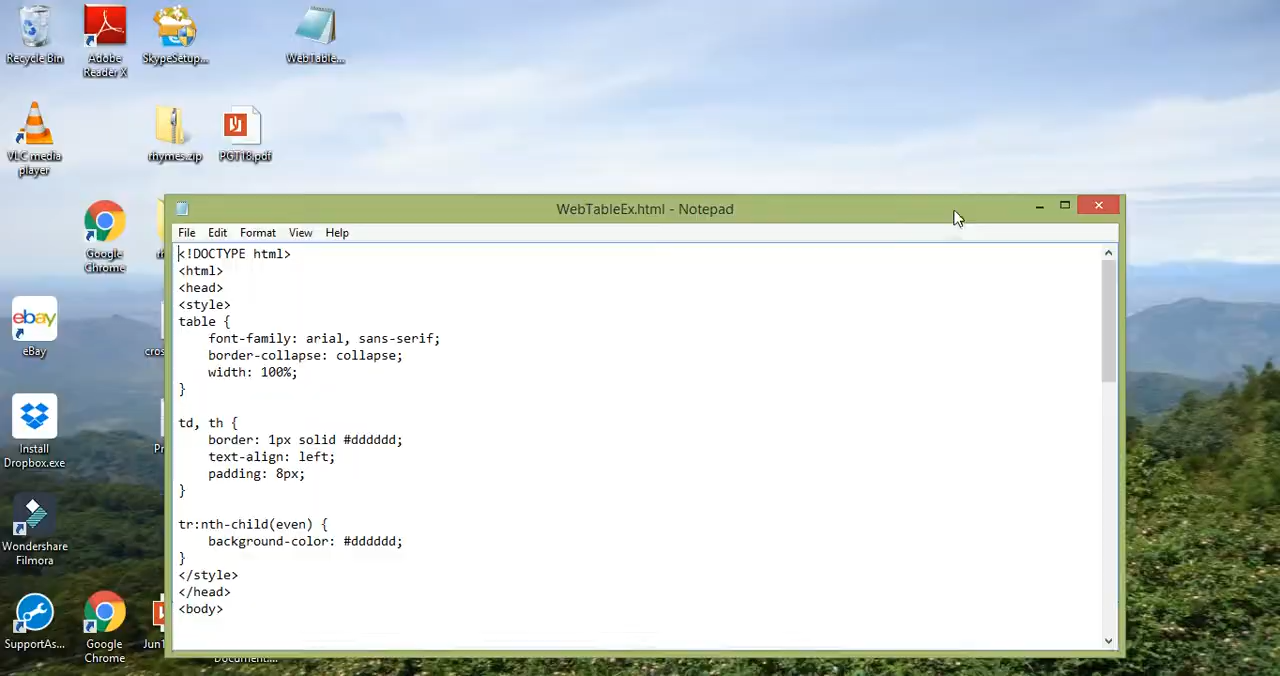 Recycle Bin
Adobe
Reader X
SkypeSetup...
WebTable...
VLC media
player
rhymes.zip
PGT18.pdf
Google
Chrome
eBay
ebay
Install
Dropbox.exe
Wondershare
Filmora
SupportAs...
Google
Chrome
WebTableEx.html - Notepad
File Edit Format View Help
<!DOCTYPE html>
<html>
<head>
<style>
table {
font-family: arial, sans-serif;
border-collapse: collapse;
width: 100%;
}
td, th {
border: 1px solid #dddddd;
text-align: left;
padding: 8px;
}
tr:nth-child(even) {
background-color: #dddddd;
}
</style>
</head>
<body>